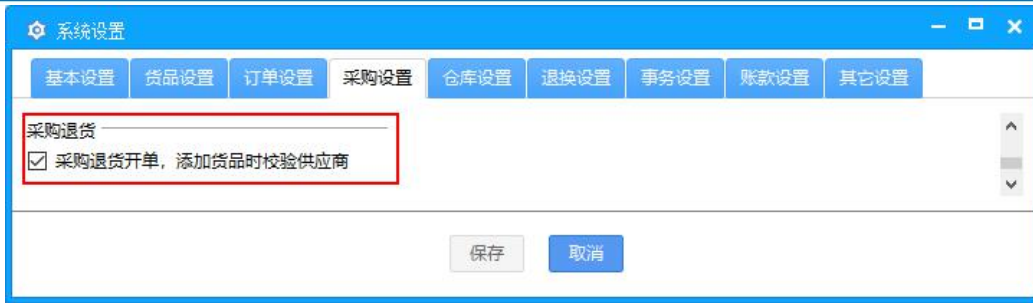 系统设置
基本设置 货品设置 订单设置 采购设置 仓库设置 退换设置 事务设置 账款设置 其它设置
采购退货
采购退货开单，添加货品时校验供应商
保存 取消